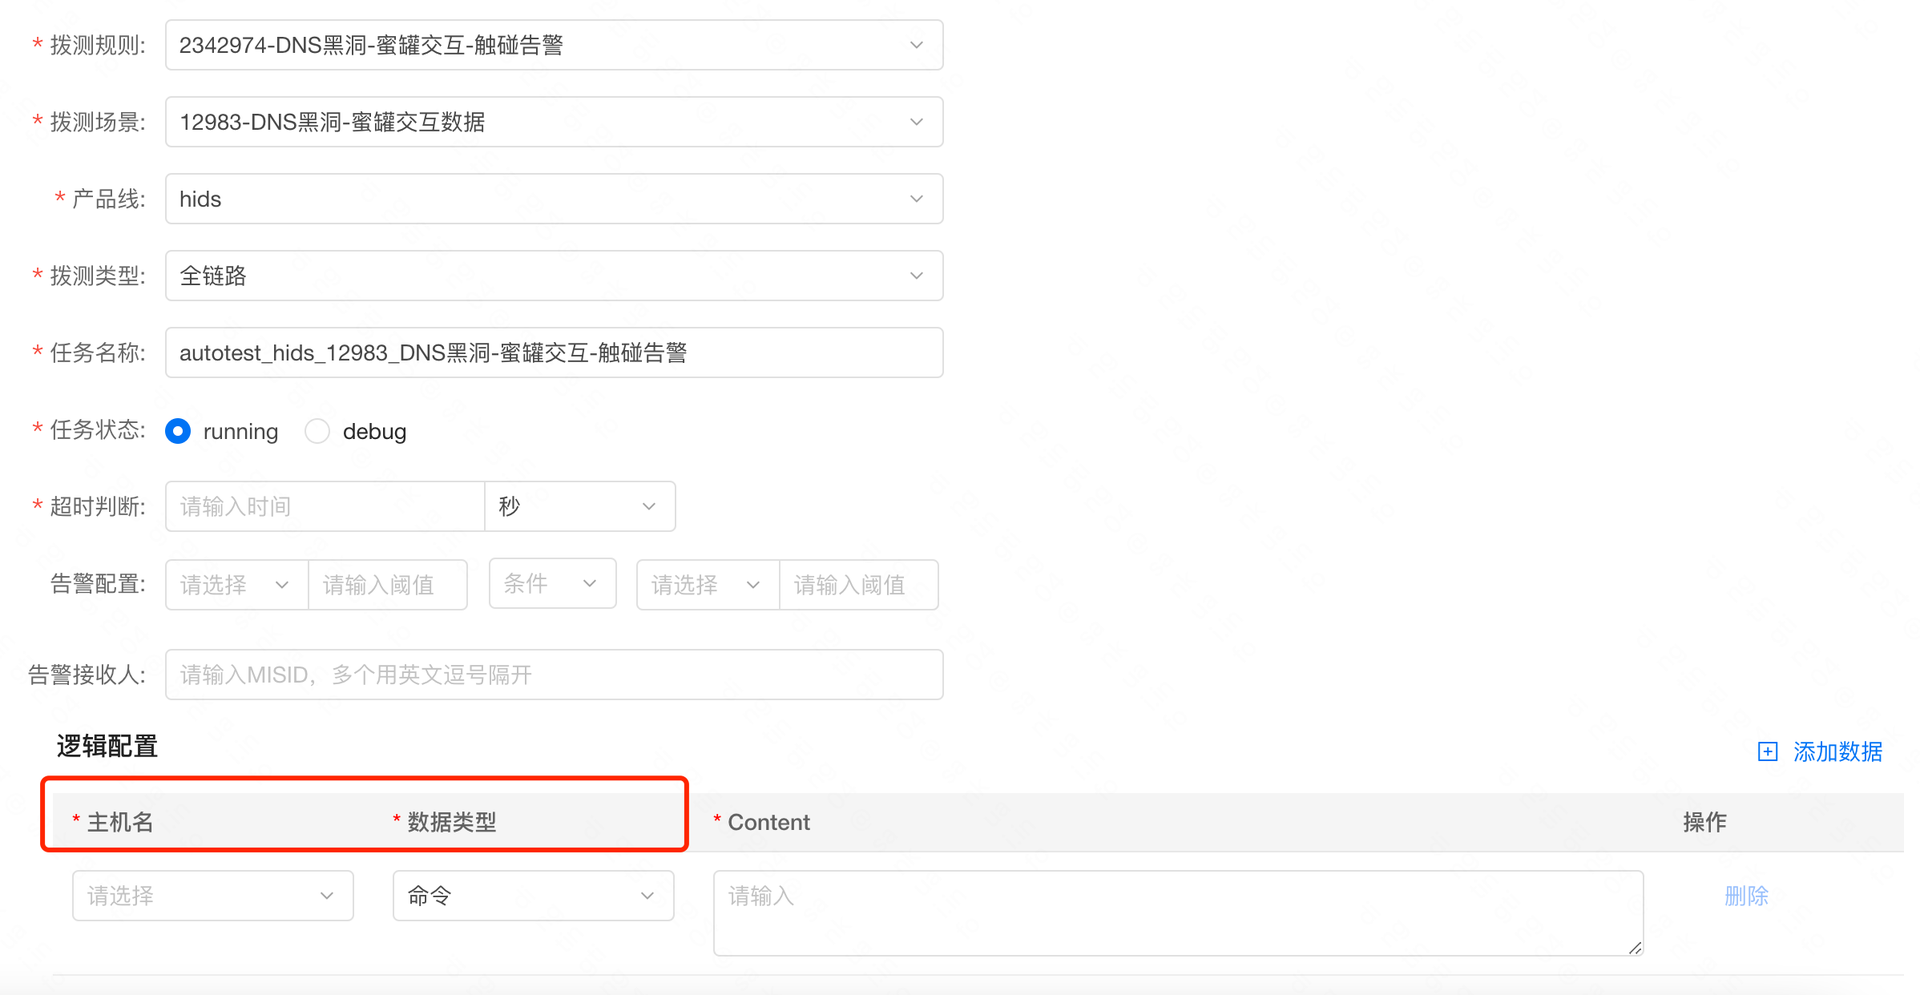 * 拨测规则: 2342974-DNS黑洞-蜜罐交互-触碰告警
* 拨测场景: 12983-DNS黑洞-蜜罐交互数据
* 产品线: hids
* 拨测类型: 全链路
* 任务名称: autotest_hids_12983_DNS黑洞-蜜罐交互-触碰告警
* 任务状态: running debug
* 超时判断: 请输入时间 秒
告警配置: 请选择 请输入阈值 条件 请选择 请输入阈值
告警接收人: 请输入MISID，多个用英文逗号隔开
逻辑配置 添加数据
* 主机名 * 数据类型 * Content 操作
请选择 命令 请输入 删除